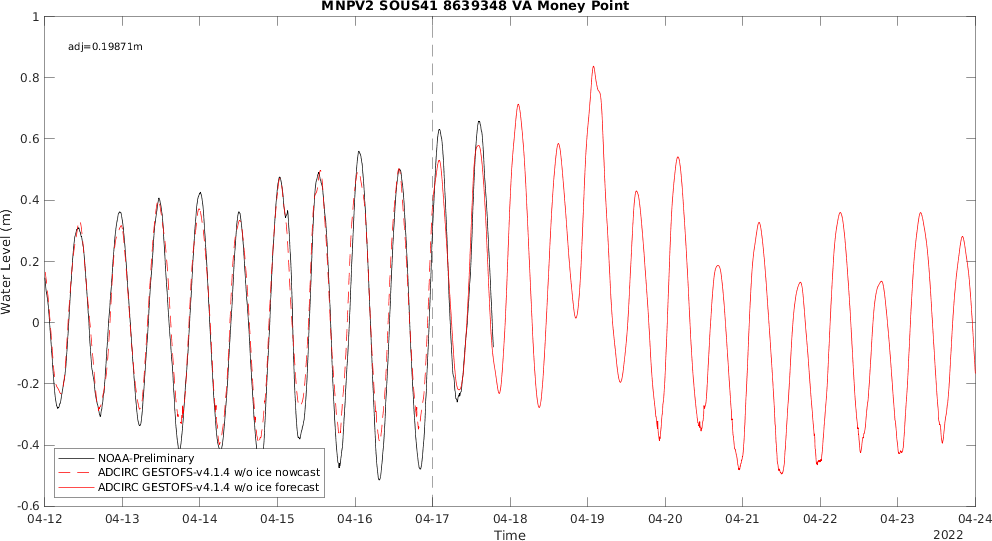 MNPV2 SOUS41 8639348 VA Money Point
adj=0.19871m
Water Level (m)
1
0.8
0.6
0.4
0.2
0
-0.2
-0.4
-0.6
NOAA-Preliminary
ADCIRC GESTOFS-v4.1.4 w/o ice nowcast
ADCIRC GESTOFS-v4.1.4 w/o ice forecast
04-12 04-13 04-14 04-15 04-16 04-17 04-18 04-19 04-20 04-21 04-22 04-23 04-24
Time
2022